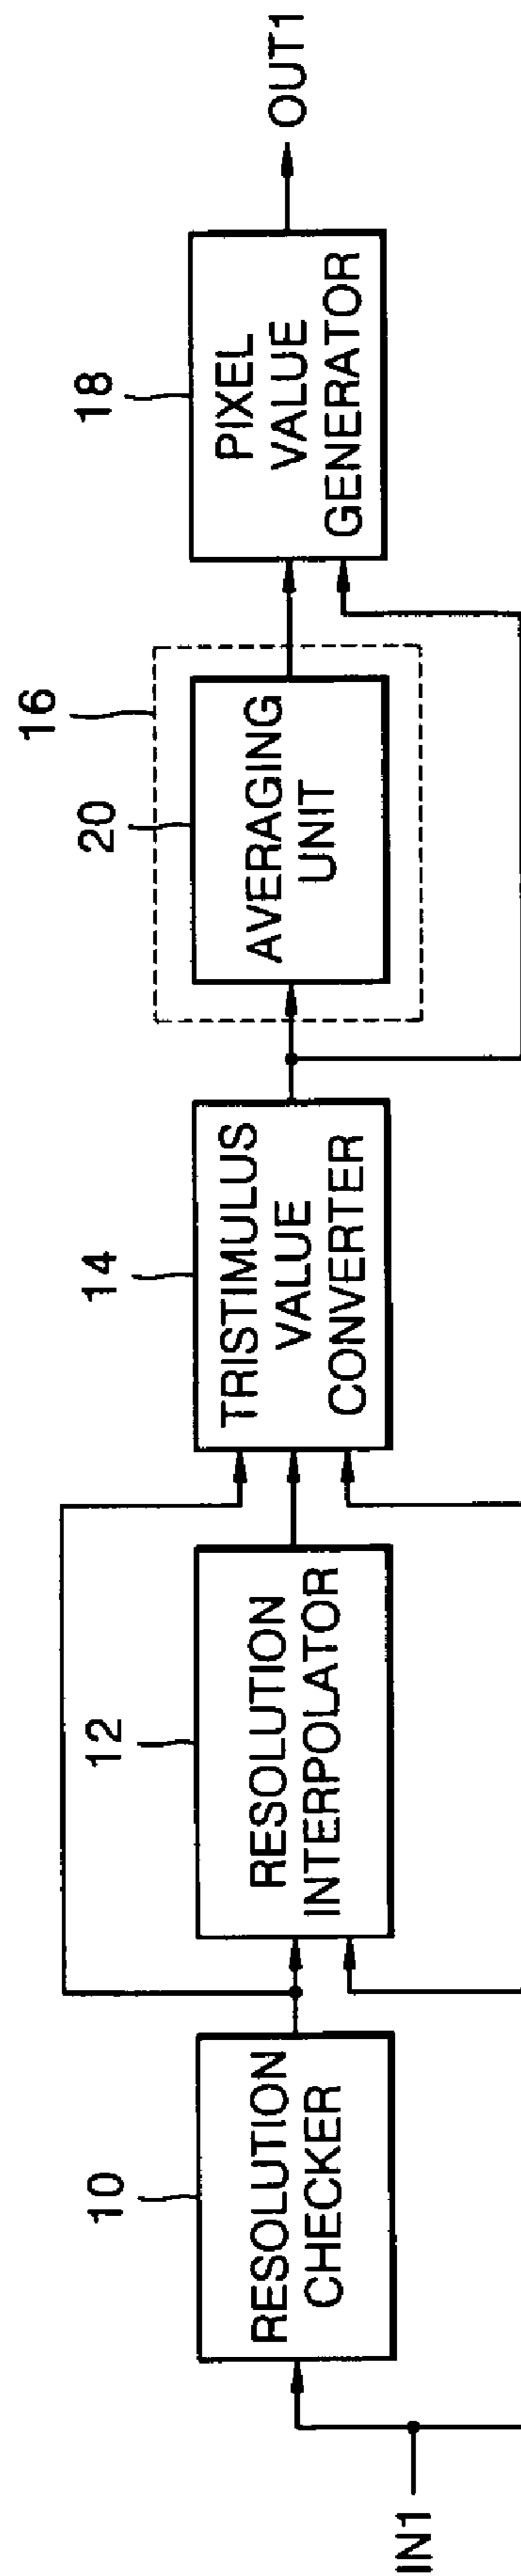 IN1
10
RESOLUTION
CHECKER
12
RESOLUTION
INTERPOLATOR
14
TRISTIMULUS
VALUE
CONVERTER
16
20
AVERAGING
UNIT
18
PIXEL
VALUE
GENERATOR
OUT1